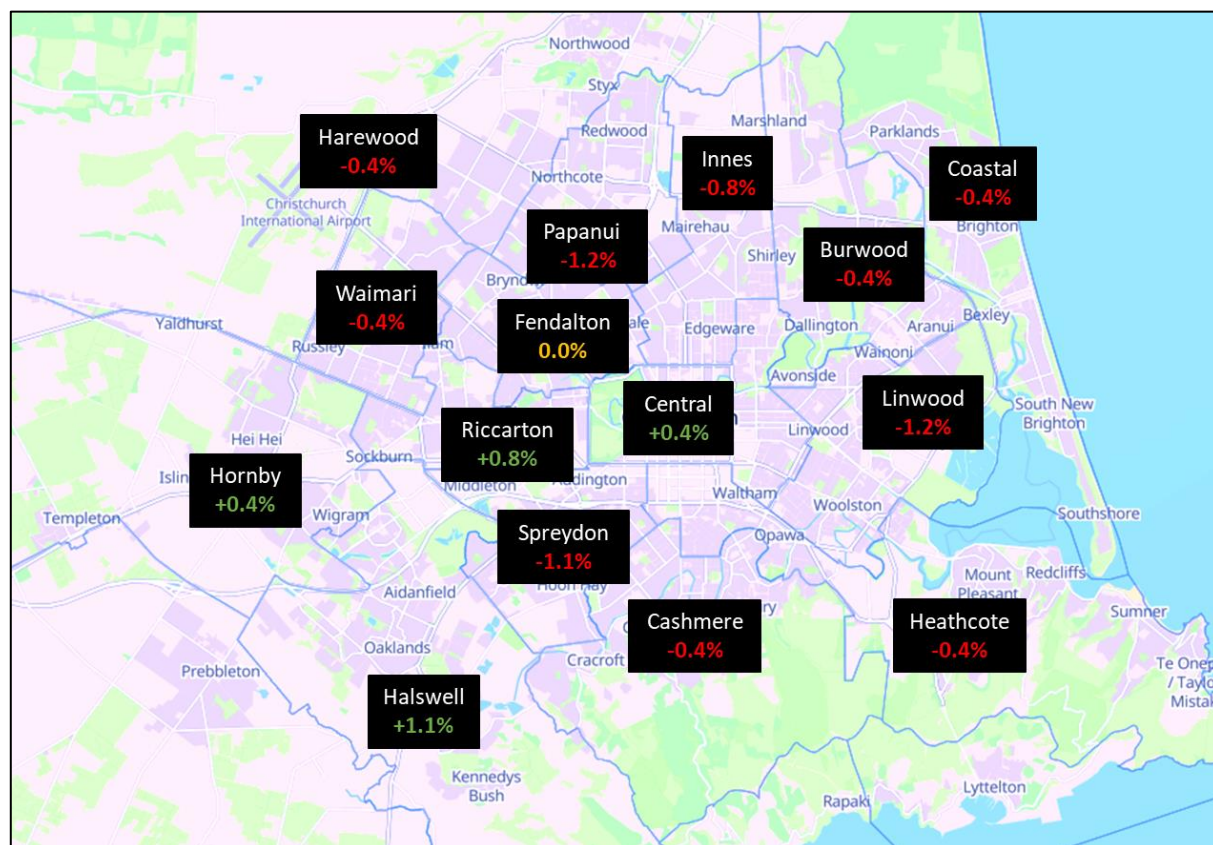 Northwood
Styx
Marshland
Redwood
Parklands
Harewood
-0.4%
Innes
-0.8%
Coastal
-0.4%
Northcote
Christchurch
International Airport
Papanui
-1.2%
Mairehau
Brighton
Shirley
Burwood
-0.4%
Waimari
-0.4%
Yaldhurst
Russley
Fendalton
0.0%
Edgeware
Dallington
Aranui
Bexley
Wainoni
Avonside
Central
+0.4%
Linwood
-1.2%
South New
Brighton
Riccarton
+0.8%
Linwood
Hei Hei
Sockburn
Hornby
+0.4%
Middleton
Waltham
Woolston
Templeton
Wigram
Southshore
Spreydon
-1.1%
Opawa
Aidanfield
Mount
Pleasant
Redcliffs
Sumner
Cashmere
-0.4%
Heathcote
-0.4%
Oaklands
Prebbleton
Cracroft
Te Onep
/ Taylo
Mistak
Halswell
+1.1%
Kennedys
Bush
Lyttelton
Rapaki